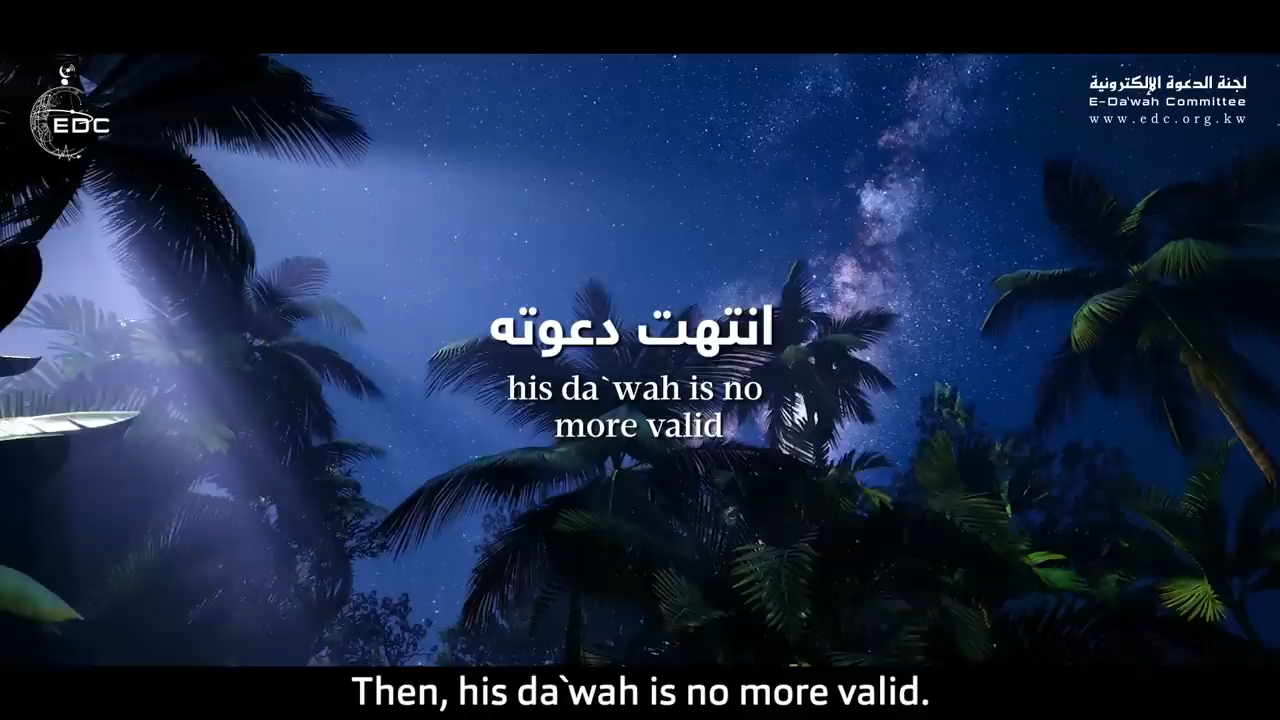 EDC
لجنة الدعوة الإلكترونية
E-Da`wah Committee
www.edc.org.kw
انتهت دعوته
his da`wah is no
more valid
Then, his da`wah is no more valid.